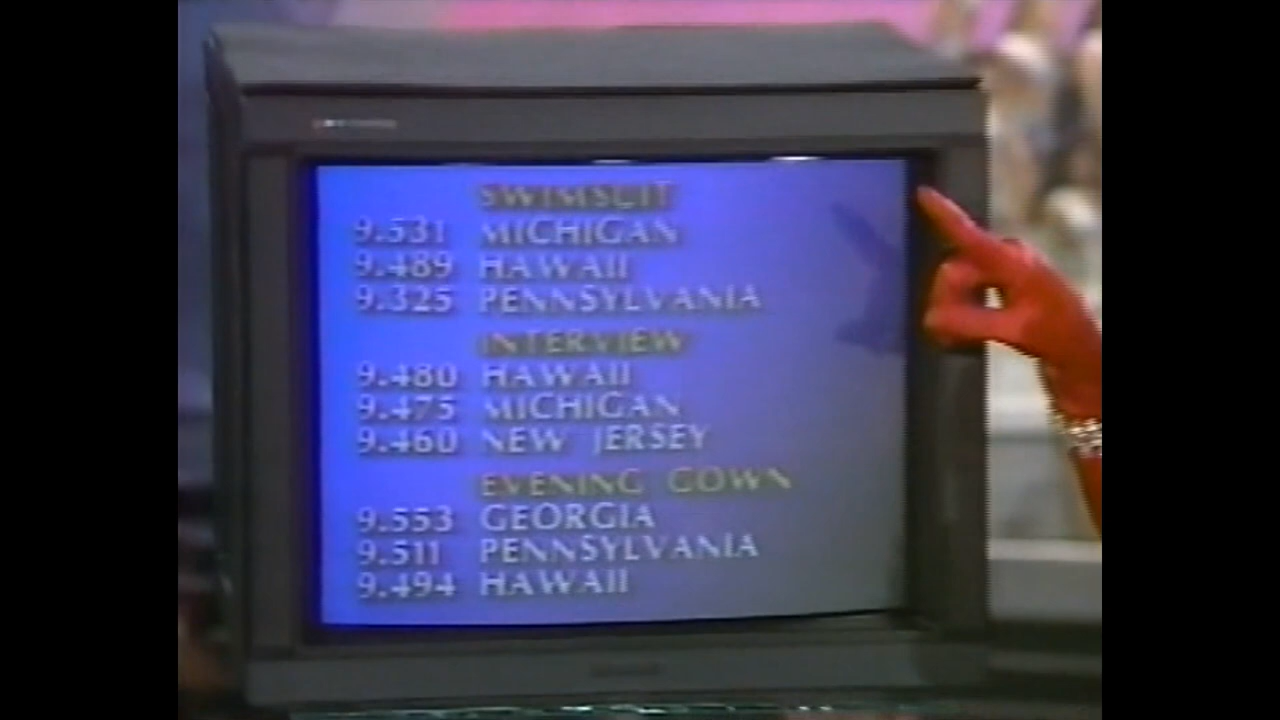 SWIMSUIT
9.531 MICHIGAN
9.489 HAWAII
9.325 PENNSYLVANIA
INTERVIEW
9.480 HAWAII
9.475 MICHIGAN
9.460 NEW JERSEY
EVENING GOWN
9.553 GEORGIA
9.511 PENNSYLVANIA
9.494 HAWAII